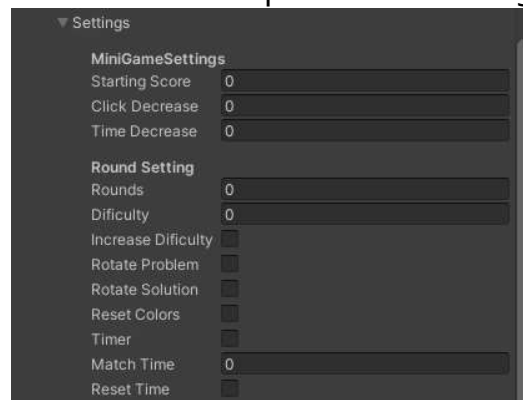 Settings
MiniGameSettings
Starting Score 0
Click Decrease 0
Time Decrease 0
Round Setting
Rounds 0
Dificulty 0
Increase Dificulty
Rotate Problem
Rotate Solution
Reset Colors
Timer
Match Time 0
Reset Time